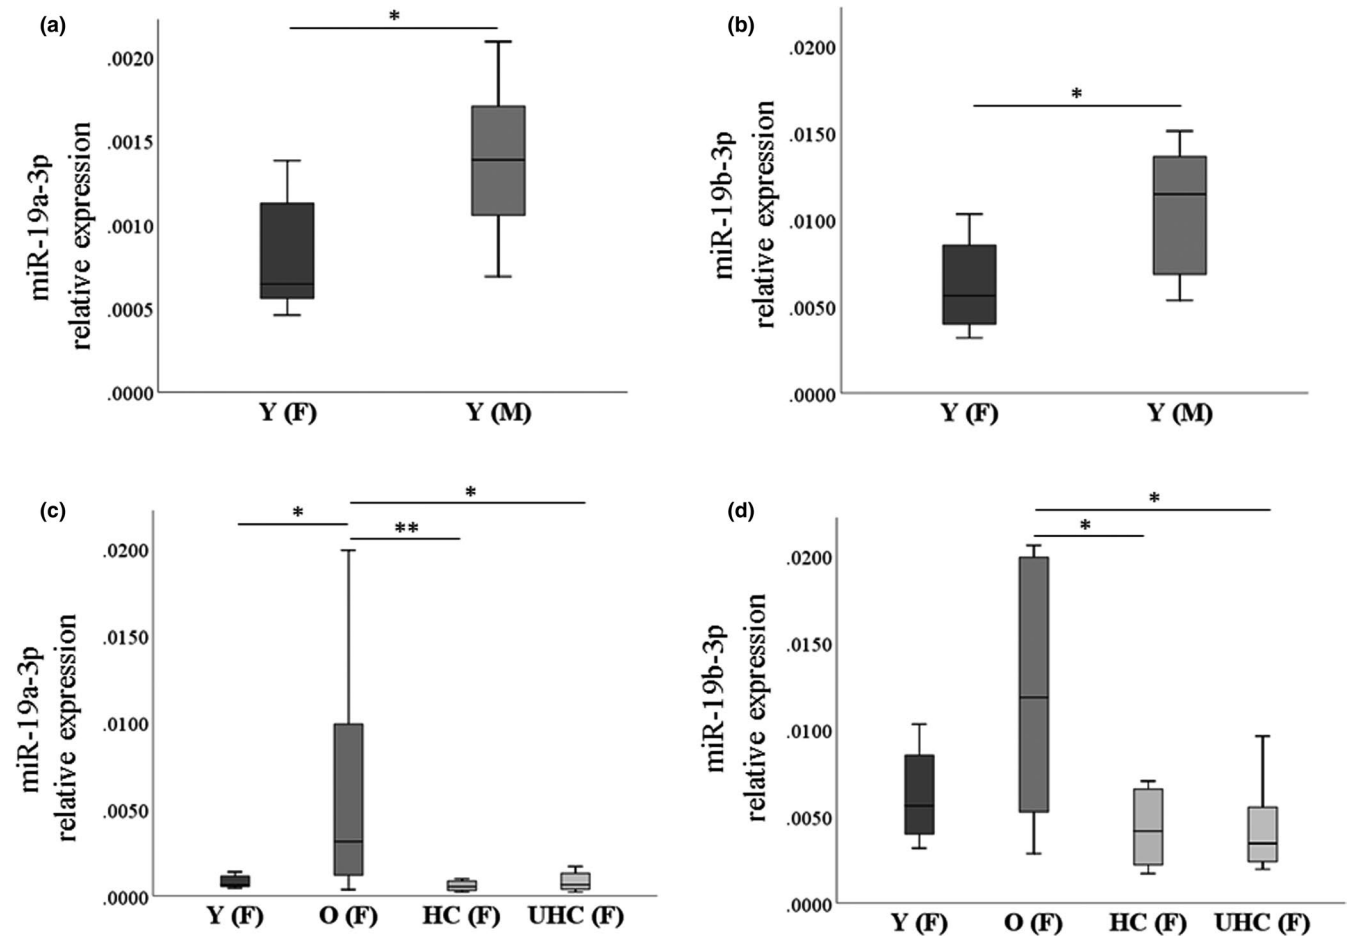 (a)
*
.0020
.0015
.0010
.0005
.0000
miR-19a-3p
relative expression
Y (F)
Y (M)
(b)
*
.0200
.0150
.0100
.0050
.0000
miR-19b-3p
relative expression
Y (F)
Y (M)
(c)
*
*
**
.0200
.0150
.0100
.0050
.0000
miR-19a-3p
relative expression
Y (F)
O (F)
HC (F)
UHC (F)
(d)
*
*
.0200
.0150
.0100
.0050
.0000
miR-19b-3p
relative expression
Y (F)
O (F)
HC (F)
UHC (F)